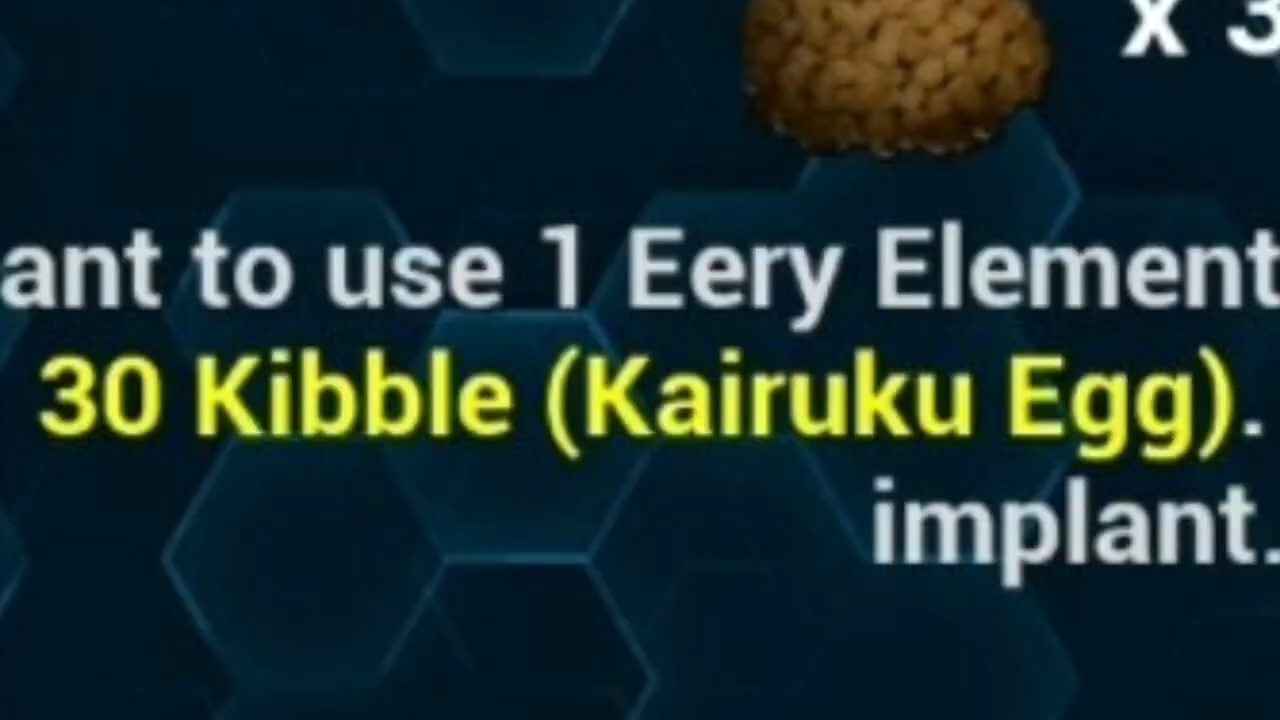 x 3
ant to use 1 Eery Element
30 Kibble (Kairuku Egg).
implant.